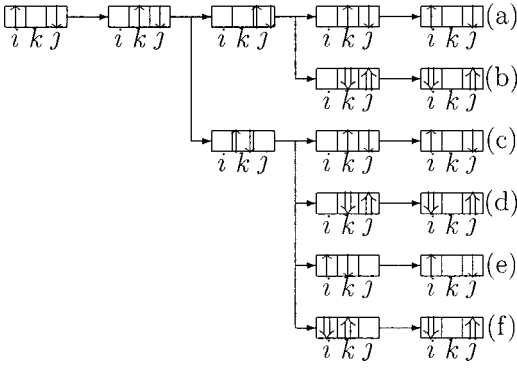 i k j i k j i k j i k j i k j (a)
i k j i k j (b)
i k j i k j i k j (c)
i k j i k j (d)
i k j i k j (e)
i k j i k j (f)